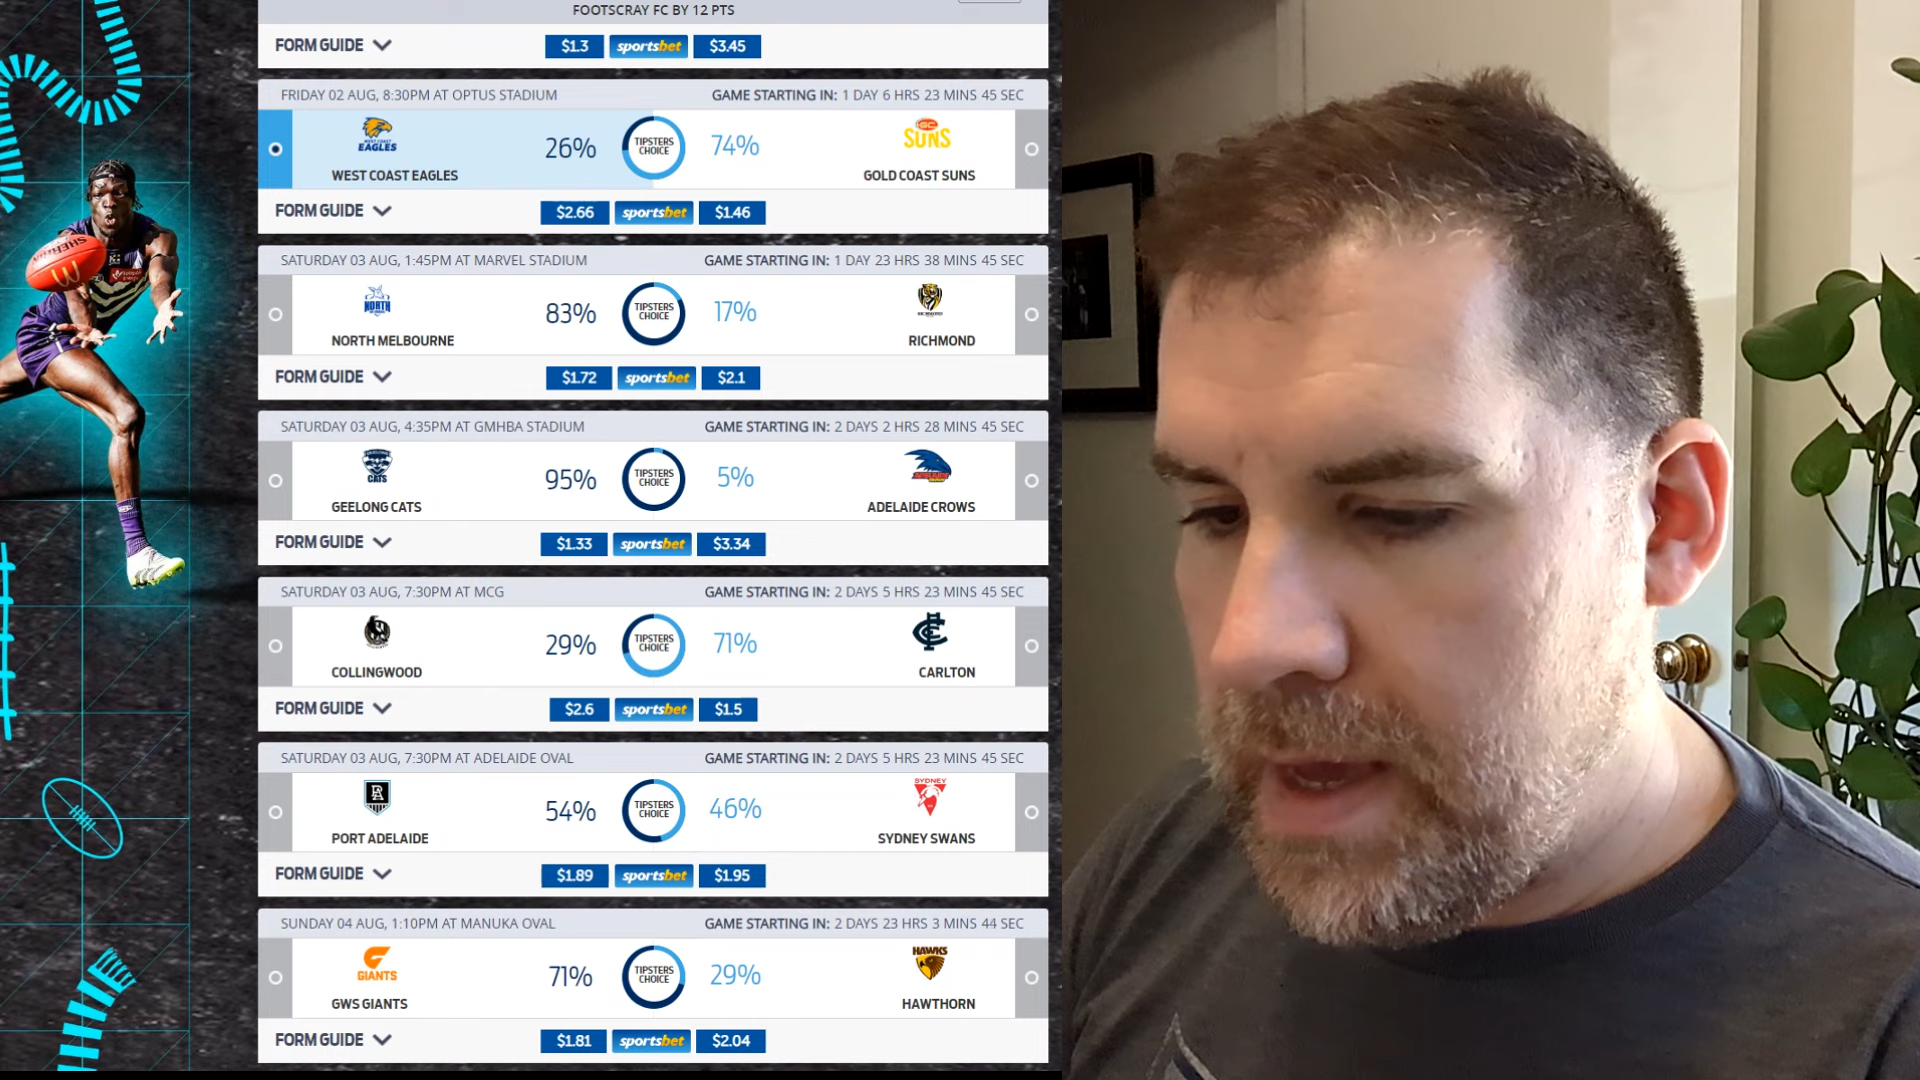 FOOTSCRAY FC BY 12 PTS
FORM GUIDE $1.3 sportsbet $3.45
FRIDAY 02 AUG, 8:30PM AT OPTUS STADIUM GAME STARTING IN: 1 DAY 6 HRS 23 MINS 45 SEC
WEST COAST EAGLES 26% TIPSTERS CHOICE 74% GC SUNS
WEST COAST EAGLES GOLD COAST SUNS
FORM GUIDE $2.66 sportsbet $1.46
SATURDAY 03 AUG, 1:45PM AT MARVEL STADIUM GAME STARTING IN: 1 DAY 23 HRS 38 MINS 45 SEC
NORTH 83% TIPSTERS CHOICE 17% RICHMOND
NORTH MELBOURNE RICHMOND
FORM GUIDE $1.72 sportsbet $2.1
SATURDAY 03 AUG, 4:35PM AT GMHBA STADIUM GAME STARTING IN: 2 DAYS 2 HRS 28 MINS 45 SEC
CATS 95% TIPSTERS CHOICE 5%
GEELONG CATS ADELAIDE CROWS
FORM GUIDE $1.33 sportsbet $3.34
SATURDAY 03 AUG, 7:30PM AT MCG GAME STARTING IN: 2 DAYS 5 HRS 23 MINS 45 SEC
29% TIPSTERS CHOICE 71% CFC
COLLINGWOOD CARLTON
FORM GUIDE $2.6 sportsbet $1.5
SATURDAY 03 AUG, 7:30PM AT ADELAIDE OVAL GAME STARTING IN: 2 DAYS 5 HRS 23 MINS 45 SEC
PA 54% TIPSTERS CHOICE 46% SYDNEY
PORT ADELAIDE SYDNEY SWANS
FORM GUIDE $1.89 sportsbet $1.95
SUNDAY 04 AUG, 1:10PM AT MANUKA OVAL GAME STARTING IN: 2 DAYS 23 HRS 3 MINS 44 SEC
GIANTS 71% TIPSTERS CHOICE 29% HAWKS
GWS GIANTS HAWTHORN
FORM GUIDE $1.81 sportsbet $2.04
SHERRIN